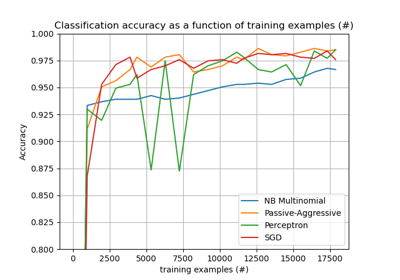 Classification accuracy as a function of training examples (#)
1.000
0.975
0.950
0.925
0.900
0.875
0.850
0.825
0.800
Accuracy
NB Multinomial
Passive-Aggressive
Perceptron
SGD
0 2500 5000 7500 10000 12500 15000 17500
training examples (#)